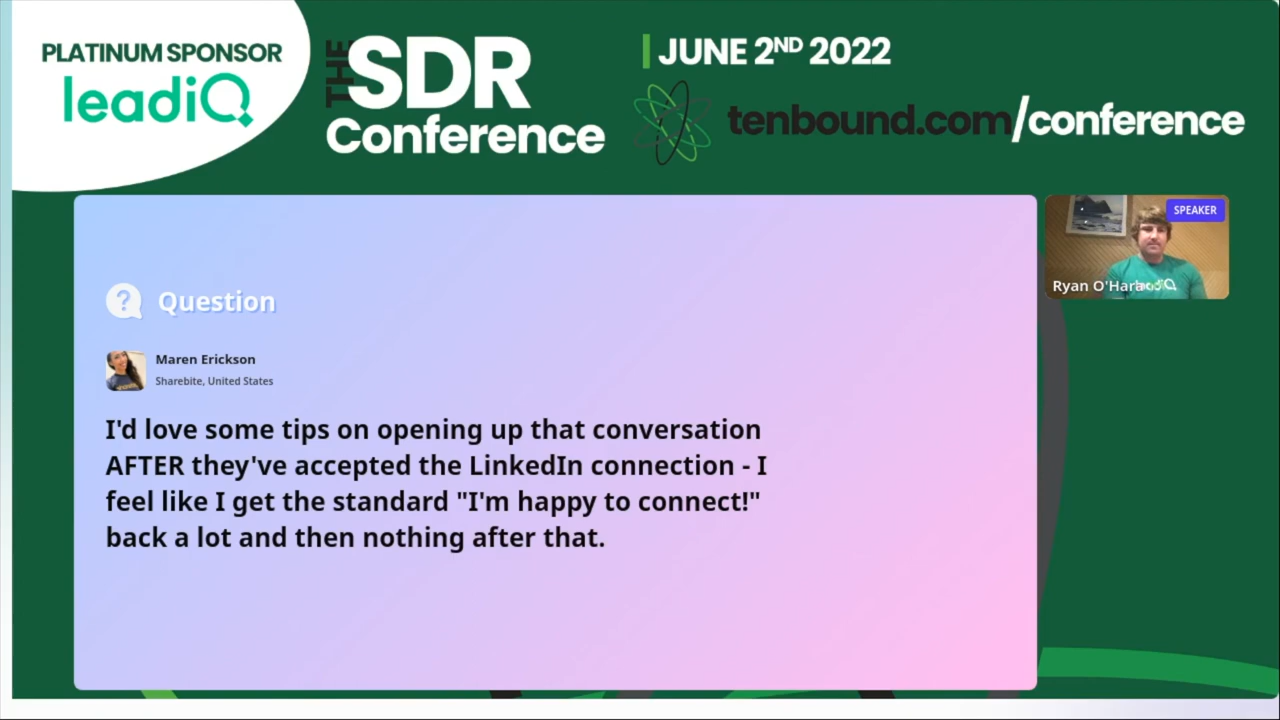 PLATINUM SPONSOR
leadiQ
THE
SDR
Conference
JUNE 2ND 2022
tenbound.com/conference
SPEAKER
Ryan O'Hara
Question
Maren Erickson
Sharebite, United States
I'd love some tips on opening up that conversation
AFTER they've accepted the LinkedIn connection - I
feel like I get the standard "I'm happy to connect!"
back a lot and then nothing after that.